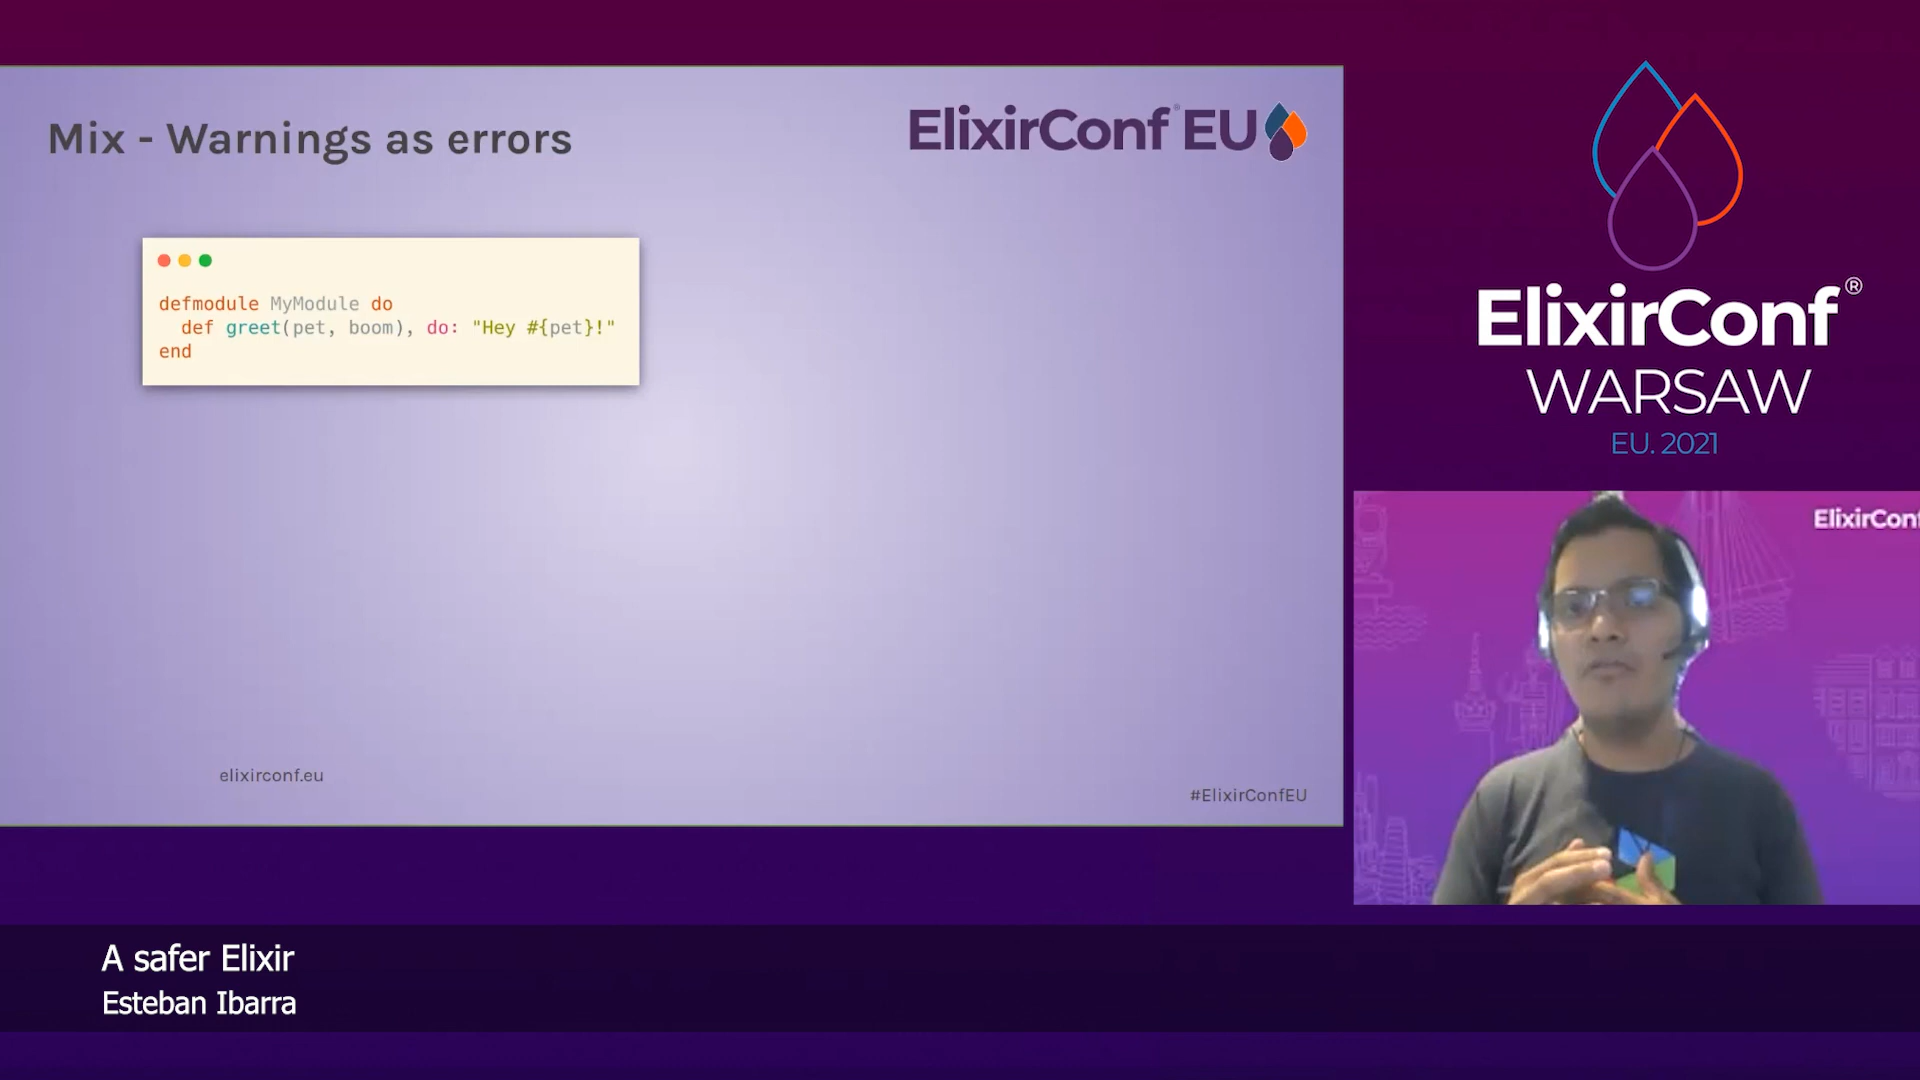 Mix - Warnings as errors
ElixirConf® EU
defmodule MyModule do
  def greet(pet, boom), do: "Hey #{pet}!"
end
elixirconf.eu
#ElixirConfEU
ElixirConf®
WARSAW
EU. 2021
ElixirConf
A safer Elixir
Esteban Ibarra